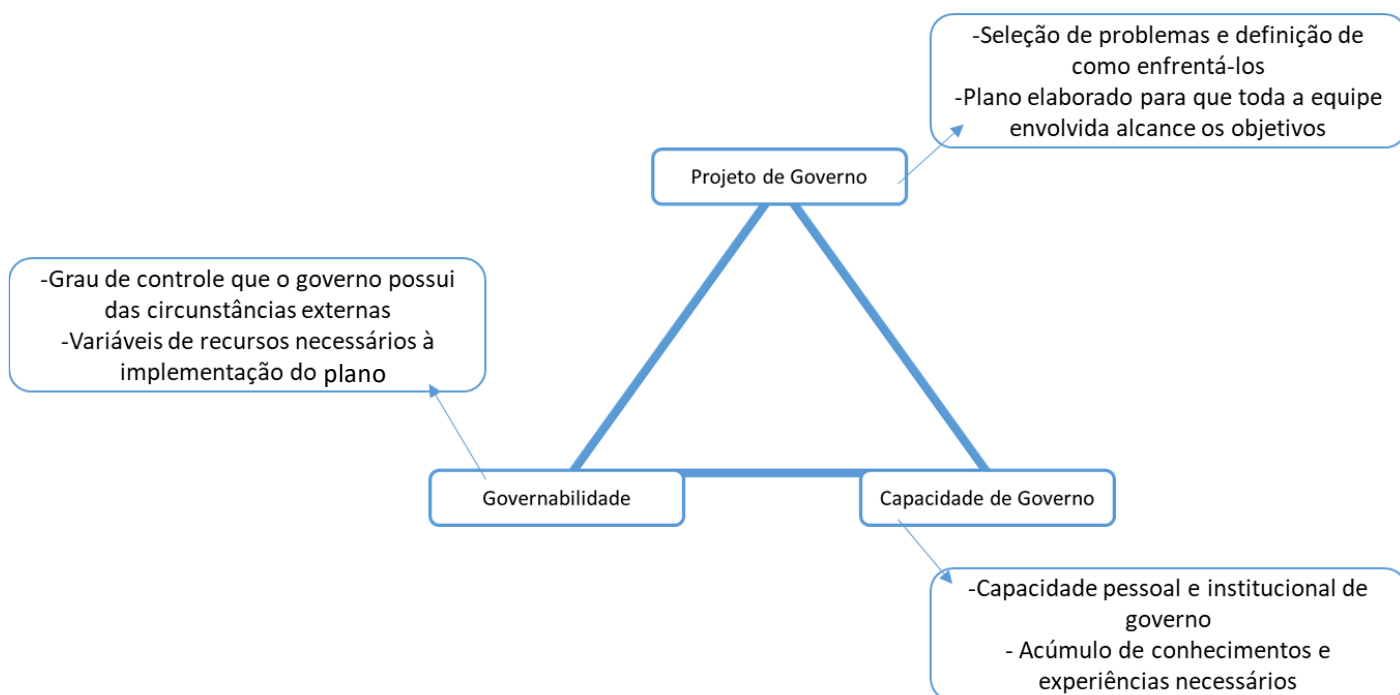 -Seleção de problemas e definição de
como enfrentá-los
-Plano elaborado para que toda a equipe
envolvida alcance os objetivos
Projeto de Governo
-Grau de controle que o governo possui
das circunstâncias externas
-Variáveis de recursos necessários à
implementação do plano
Governabilidade
Capacidade de Governo
-Capacidade pessoal e institucional de
governo
- Acúmulo de conhecimentos e
experiências necessários